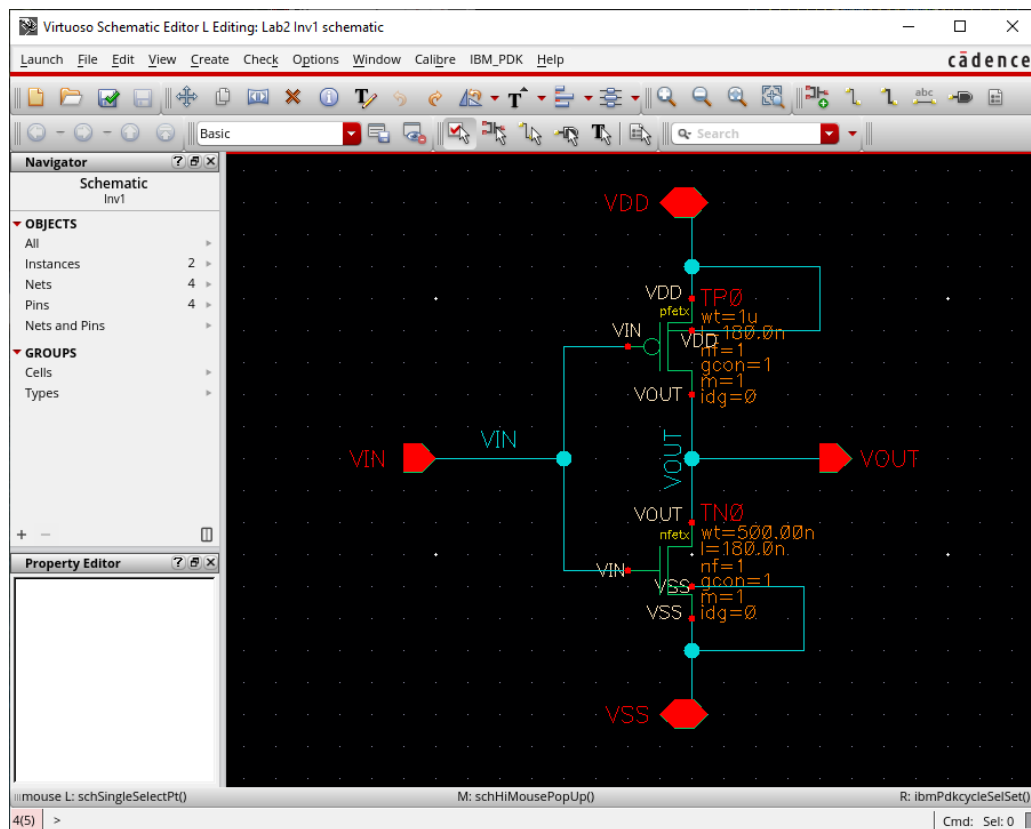 Virtuoso Schematic Editor L Editing: Lab2 Inv1 schematic
Launch File Edit View Create Check Options Window Calibre IBM_PDK Help
cādence
abc
Basic
Search
Navigator
Schematic
Inv1
OBJECTS
All
Instances 2
Nets 4
Pins 4
Nets and Pins
GROUPS
Cells
Types
Property Editor
VDD
VDD TP0
pfetx wt=1u
VIN l=180.0n
VDD
nf=1
gcon=1
m=1
VOUT idg=0
VIN
VIN
VOUT
VOUT
VOUT TN0
nfetx wt=500.00n
l=180.0n
nf=1
VIN gcon=1
VSS
m=1
VSS idg=0
VSS
mouse L: schSingleSelectPt() M: schHiMousePopUp() R: ibmPdkcycleSelSet()
4(5) > Cmd: Sel: 0